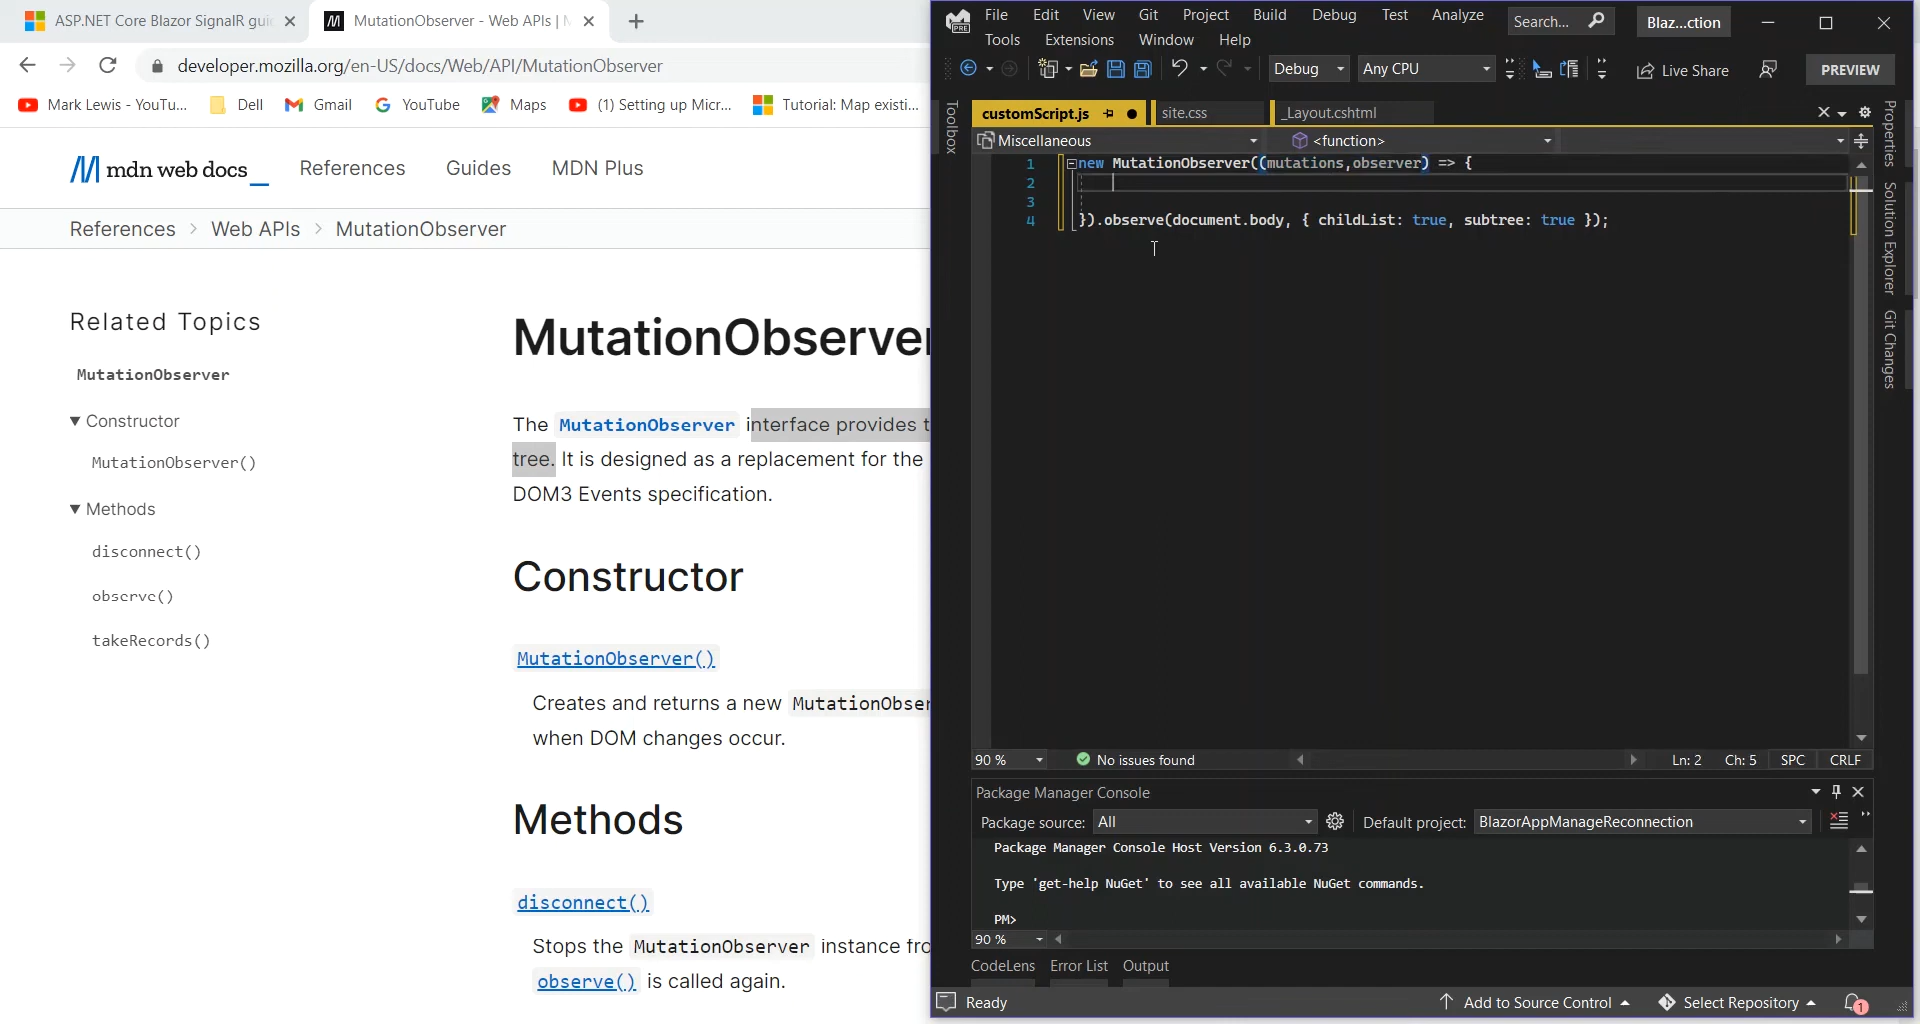 ASP.NET Core Blazor SignalR gui
MutationObserver - Web APIs | M
developer.mozilla.org/en-US/docs/Web/API/MutationObserver
Mark Lewis - YouTu...
Dell
Gmail
YouTube
Maps
(1) Setting up Micr...
Tutorial: Map existi...
mdn web docs_
References
Guides
MDN Plus
References > Web APIs > MutationObserver
Related Topics
MutationObserver
Constructor
MutationObserver()
Methods
disconnect()
observe()
takeRecords()
MutationObserver
The MutationObserver interface provides t
tree. It is designed as a replacement for the
DOM3 Events specification.
Constructor
MutationObserver()
Creates and returns a new MutationObser
when DOM changes occur.
Methods
disconnect()
Stops the MutationObserver instance fro
observe() is called again.
PRE
File Edit View Git Project Build Debug Test Analyze
Tools Extensions Window Help
Search...
Blaz...ction
Debug
Any CPU
Live Share
PREVIEW
Toolbox
customScript.js
site.css
_Layout.cshtml
Miscellaneous
<function>
1 new MutationObserver((mutations,observer) => {
2
3
4 }).observe(document.body, { childList: true, subtree: true });
Properties
Solution Explorer
Git Changes
90 %
No issues found
Ln: 2
Ch: 5
SPC
CRLF
Package Manager Console
Package source: All
Default project: BlazorAppManageReconnection
Package Manager Console Host Version 6.3.0.73
Type 'get-help NuGet' to see all available NuGet commands.
PM>
90 %
CodeLens
Error List
Output
Ready
Add to Source Control
Select Repository
1